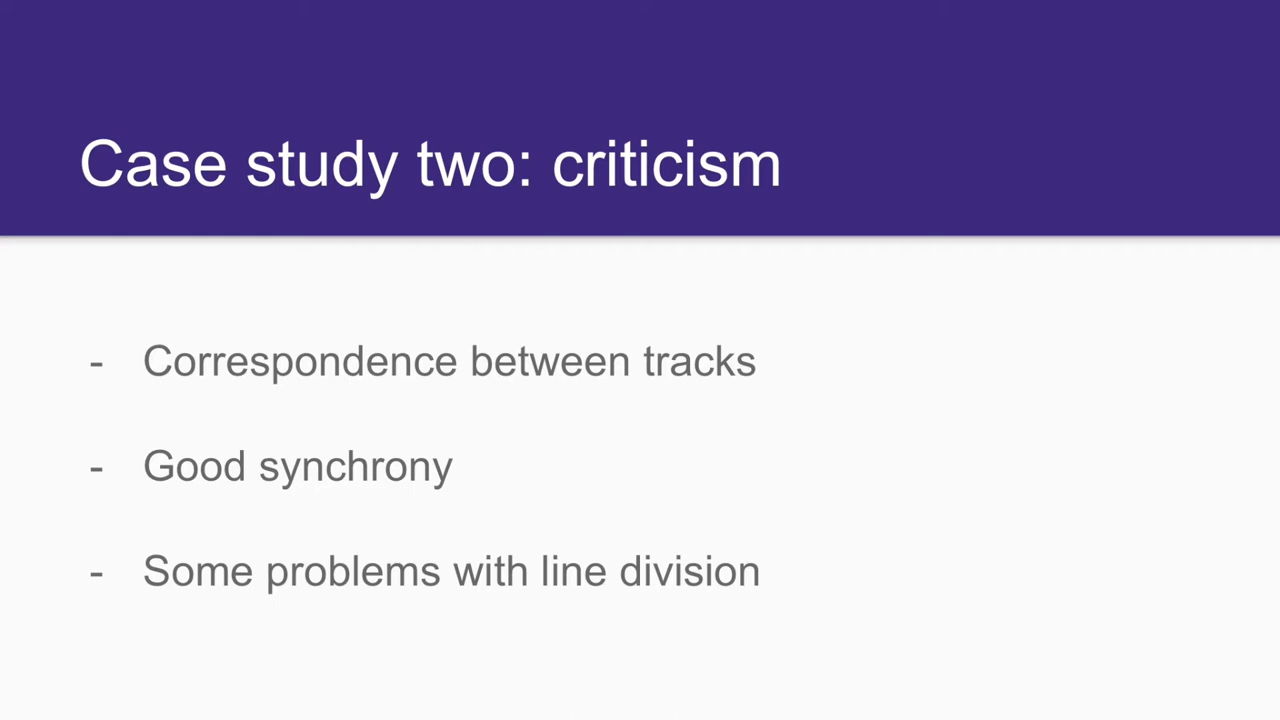 Case study two: criticism
- Correspondence between tracks
- Good synchrony
- Some problems with line division